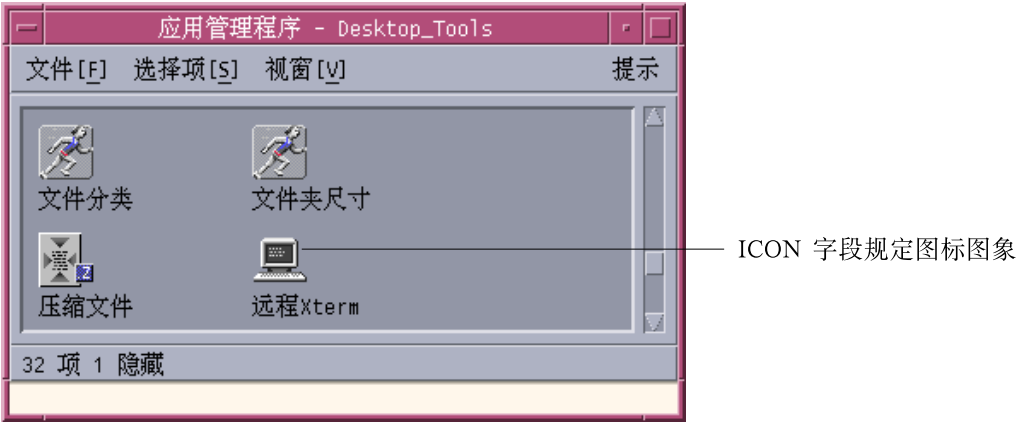 应用管理程序 - Desktop_Tools
文件[F] 选择项[S] 视窗[V] 提示
文件分类 文件夹尺寸
.Z
ICON 字段规定图标图象
压缩文件 远程Xterm
32 项 1 隐藏